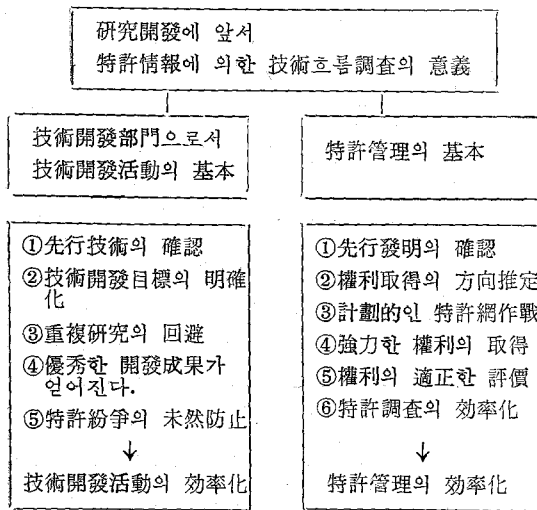 研究開發에 앞서
特許情報에 의한 技術흐름調査의 意義
技術開發部門으로서
技術開發活動의 基本
①先行技術의 確認
②技術開發目標의 明確
化
③重複研究의 回避
④優秀한 開發成果가
얻어진다.
⑤特許紛爭의 未然防止
↓
技術開發活動의 効率化
特許管理의 基本
①先行發明의 確認
②權利取得의 方向推定
③計劃的인 特許網作戰
④強力한 權利의 取得
⑤權利의 適正한 評價
⑥特許調査의 効率化
↓
特許管理의 効率化